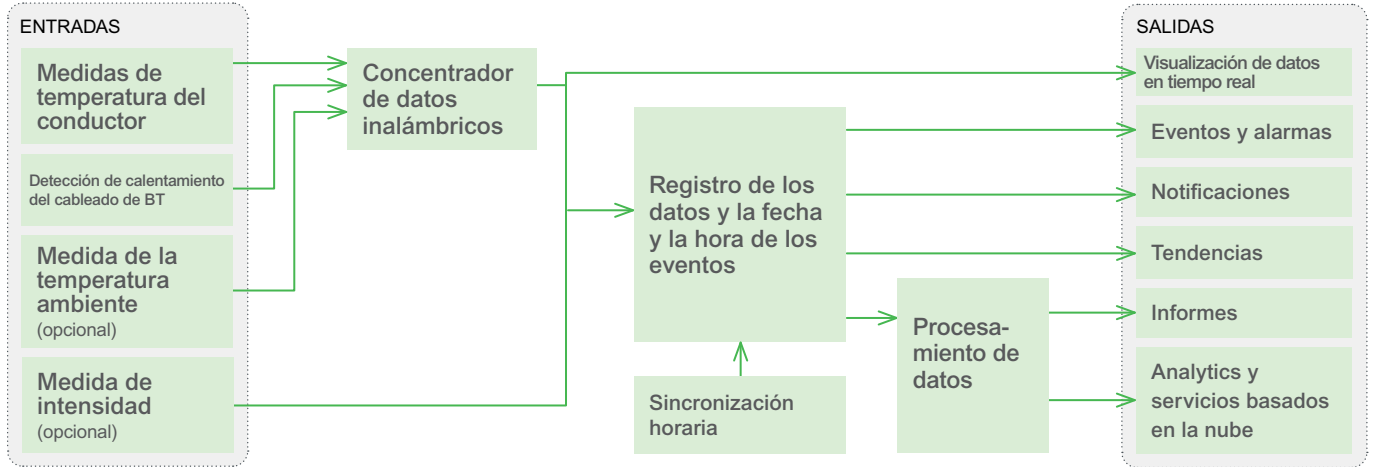 ENTRADAS
Medidas de
temperatura del
conductor
Detección de calentamiento
del cableado de BT
Medida de la
temperatura
ambiente
(opcional)
Medida de
intensidad
(opcional)
Concentrador
de datos
inalámbricos
Registro de los
datos y la fecha
y la hora de los
eventos
Sincronización
horaria
Procesa-
miento de
datos
SALIDAS
Visualización de datos
en tiempo real
Eventos y alarmas
Notificaciones
Tendencias
Informes
Analytics y
servicios basados
en la nube